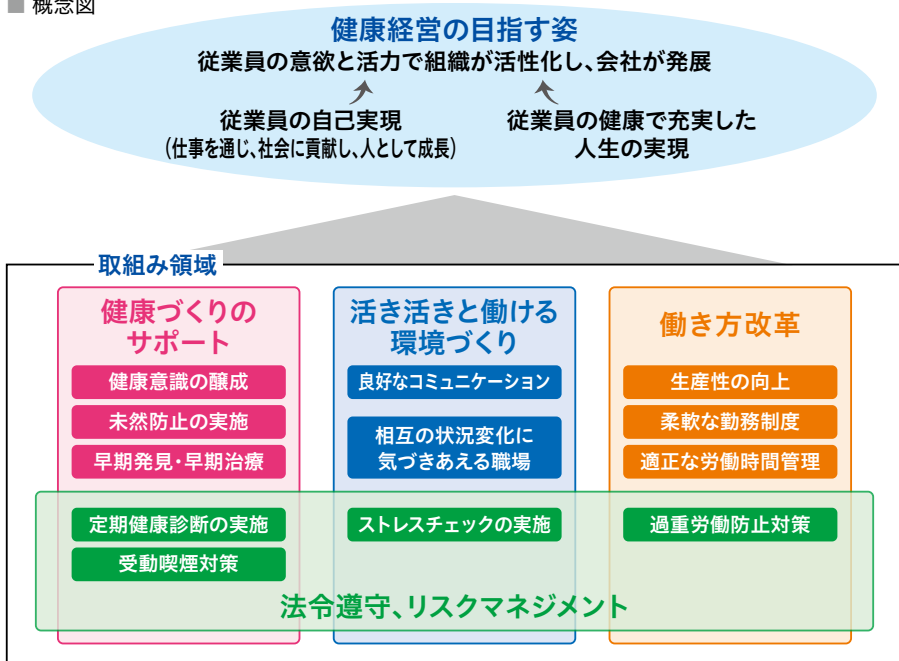 ■ 概念図
健康経営の目指す姿
従業員の意欲と活力で組織が活性化し、会社が発展
従業員の自己実現
(仕事を通じ、社会に貢献し、人として成長)
従業員の健康で充実した
人生の実現
取組み領域
健康づくりの
サポート
健康意識の醸成
未然防止の実施
早期発見・早期治療
定期健康診断の実施
受動喫煙対策
活き活きと働ける
環境づくり
良好なコミュニケーション
相互の状況変化に
気づきあえる職場
ストレスチェックの実施
働き方改革
生産性の向上
柔軟な勤務制度
適正な労働時間管理
過重労働防止対策
法令遵守、リスクマネジメント